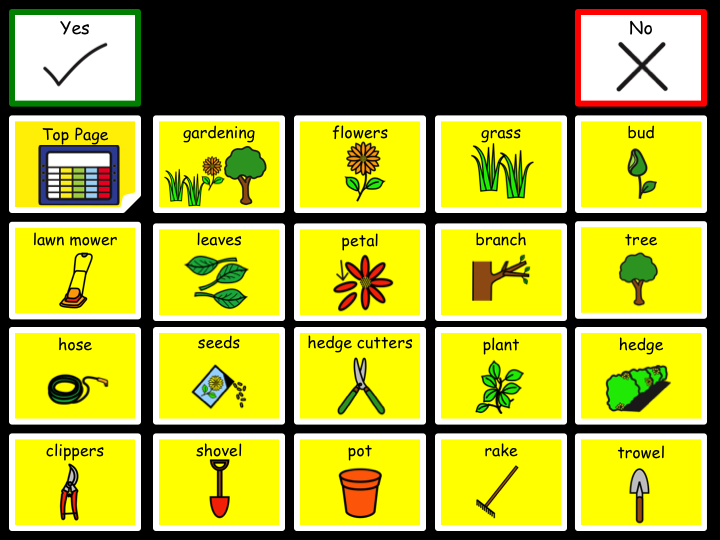 Yes
No
Top Page
gardening
flowers
grass
bud
lawn mower
leaves
petal
branch
tree
hose
seeds
hedge cutters
plant
hedge
clippers
shovel
pot
rake
trowel